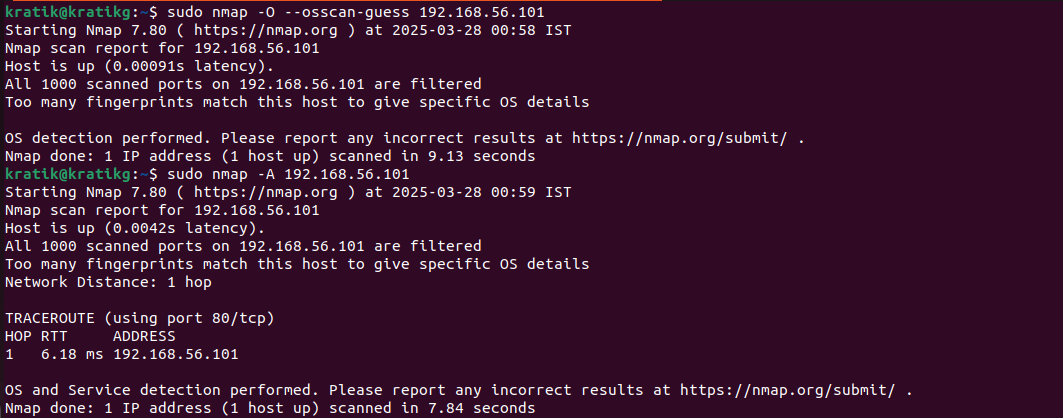 kratik@kratikg:~$ sudo nmap -O --osscan-guess 192.168.56.101
Starting Nmap 7.80 ( https://nmap.org ) at 2025-03-28 00:58 IST
Nmap scan report for 192.168.56.101
Host is up (0.00091s latency).
All 1000 scanned ports on 192.168.56.101 are filtered
Too many fingerprints match this host to give specific OS details

OS detection performed. Please report any incorrect results at https://nmap.org/submit/ .
Nmap done: 1 IP address (1 host up) scanned in 9.13 seconds
kratik@kratikg:~$ sudo nmap -A 192.168.56.101
Starting Nmap 7.80 ( https://nmap.org ) at 2025-03-28 00:59 IST
Nmap scan report for 192.168.56.101
Host is up (0.0042s latency).
All 1000 scanned ports on 192.168.56.101 are filtered
Too many fingerprints match this host to give specific OS details
Network Distance: 1 hop

TRACEROUTE (using port 80/tcp)
HOP RTT     ADDRESS
1   6.18 ms 192.168.56.101

OS and Service detection performed. Please report any incorrect results at https://nmap.org/submit/ .
Nmap done: 1 IP address (1 host up) scanned in 7.84 seconds